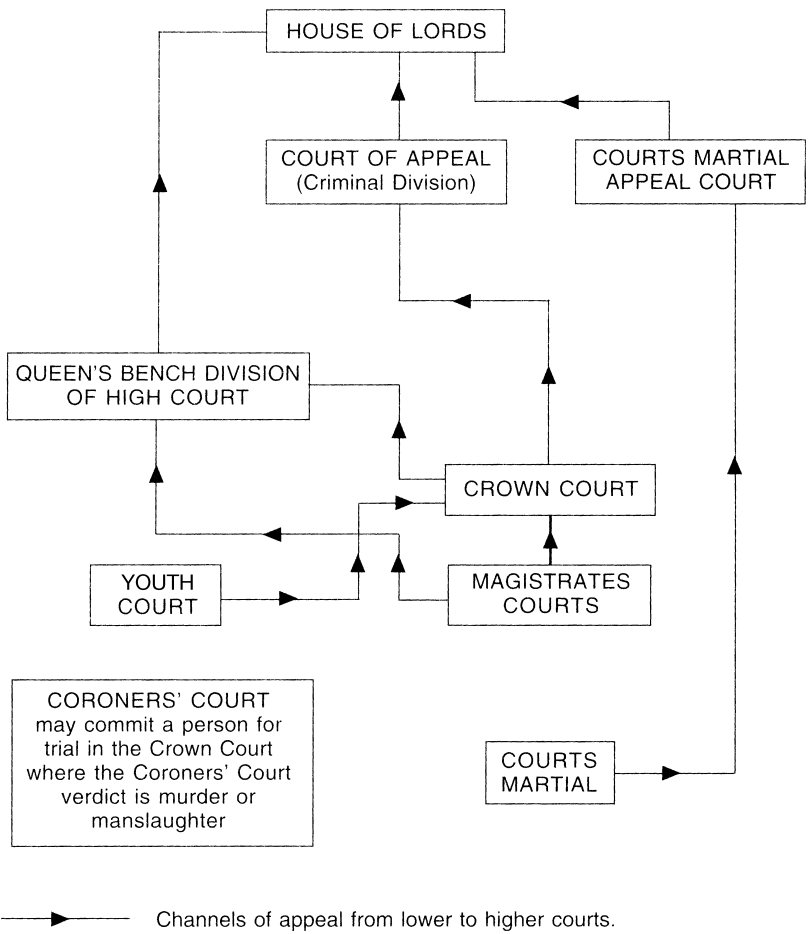 HOUSE OF LORDS
COURT OF APPEAL
(Criminal Division)
COURTS MARTIAL
APPEAL COURT
QUEEN'S BENCH DIVISION
OF HIGH COURT
CROWN COURT
YOUTH
COURT
MAGISTRATES
COURTS
CORONERS' COURT
may commit a person for
trial in the Crown Court
where the Coroners' Court
verdict is murder or
manslaughter
COURTS
MARTIAL
Channels of appeal from lower to higher courts.